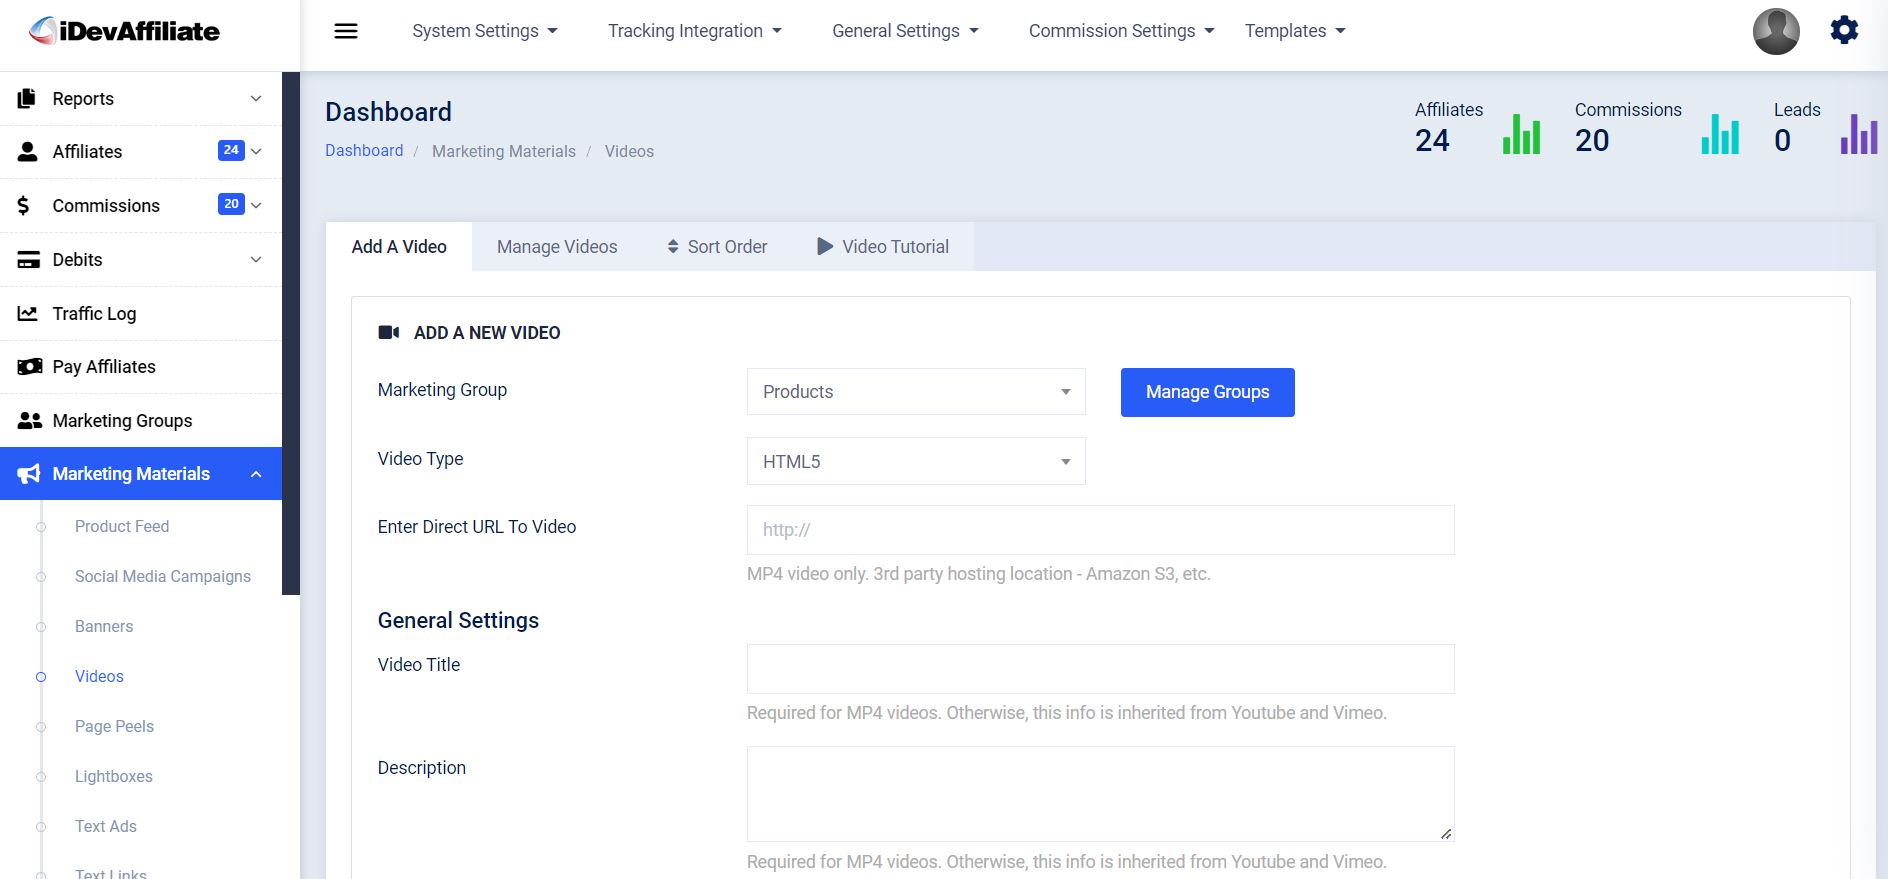 iDevAffiliate
System Settings
Tracking Integration
General Settings
Commission Settings
Templates
Reports
Affiliates 24
Commissions 20
Debits
Traffic Log
Pay Affiliates
Marketing Groups
Marketing Materials
Product Feed
Social Media Campaigns
Banners
Videos
Page Peels
Lightboxes
Text Ads
Text Links
Dashboard
Dashboard / Marketing Materials / Videos
Affiliates
24
Commissions
20
Leads
0
Add A Video
Manage Videos
Sort Order
Video Tutorial
ADD A NEW VIDEO
Marketing Group
Products
Manage Groups
Video Type
HTML5
Enter Direct URL To Video
http://
MP4 video only. 3rd party hosting location - Amazon S3, etc.
General Settings
Video Title
Required for MP4 videos. Otherwise, this info is inherited from Youtube and Vimeo.
Description
Required for MP4 videos. Otherwise, this info is inherited from Youtube and Vimeo.